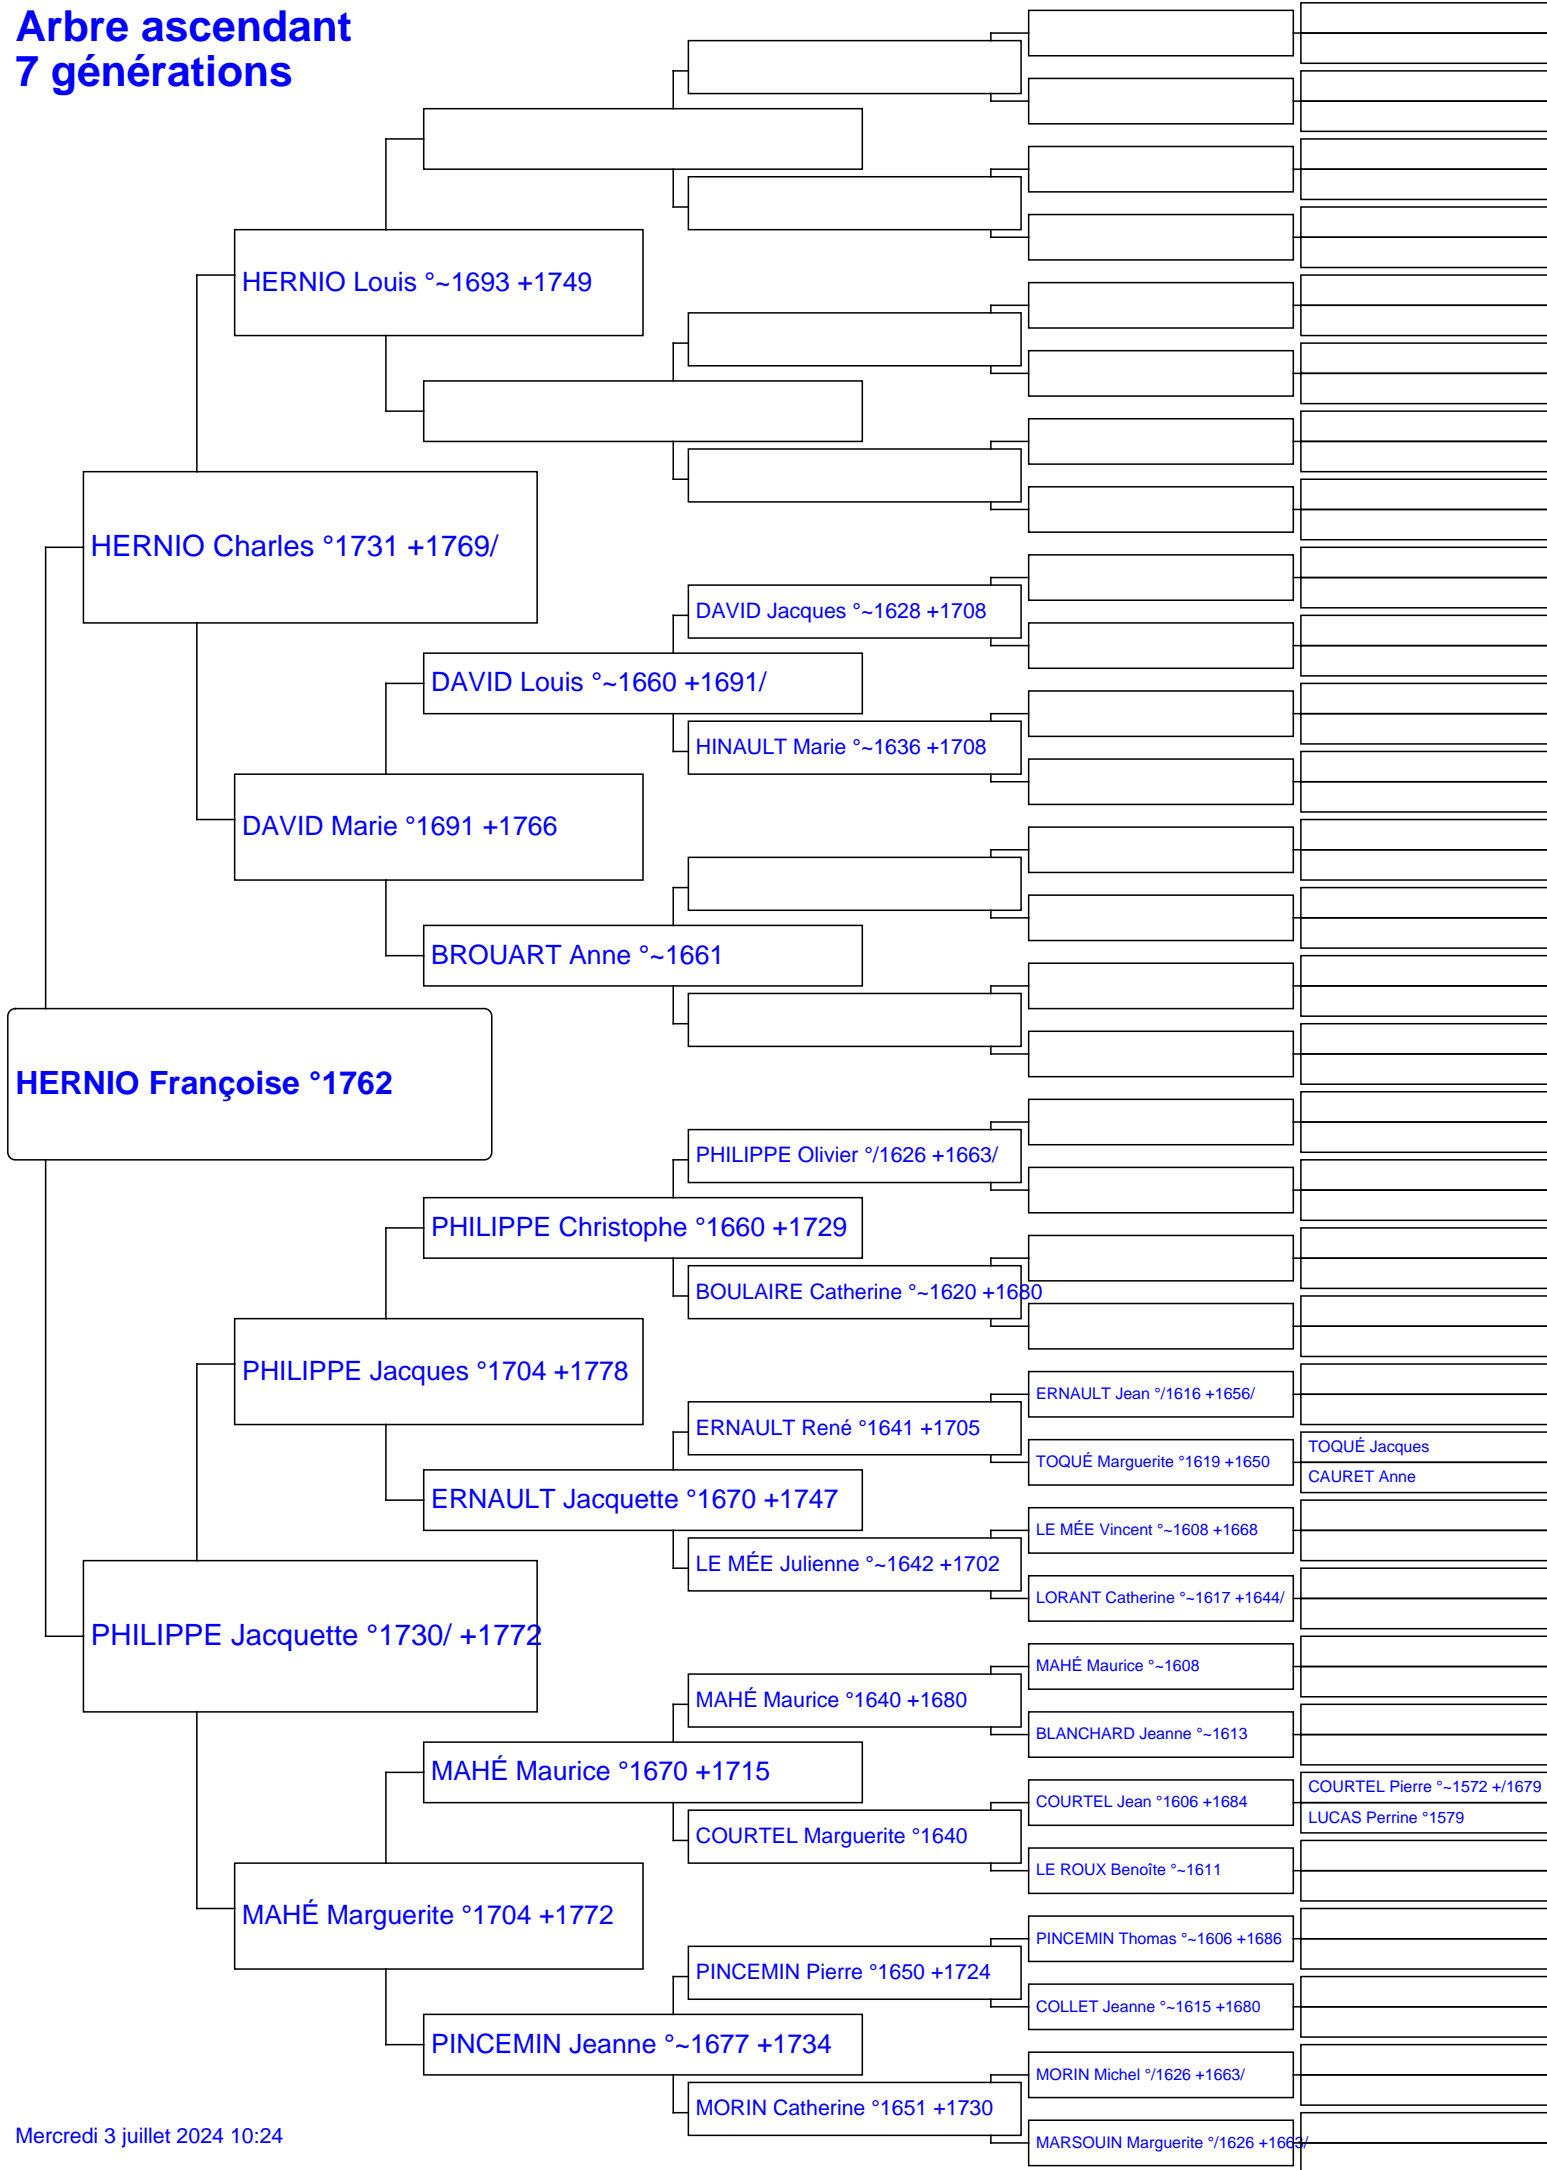 Arbre ascendant
7 générations
HERNIO Louis °~1693 +1749
HERNIO Charles °1731 +1769/
DAVID Jacques °~1628 +1708
DAVID Louis °~1660 +1691/
HINAULT Marie °~1636 +1708
DAVID Marie °1691 +1766
BROUART Anne °~1661
HERNIO Françoise °1762
PHILIPPE Olivier °/1626 +1663/
PHILIPPE Christophe °1660 +1729
BOULAIRE Catherine °~1620 +1680
PHILIPPE Jacques °1704 +1778
ERNAULT Jean °/1616 +1656/
ERNAULT René °1641 +1705
TOQUÉ Jacques
TOQUÉ Marguerite °1619 +1650
CAURET Anne
ERNAULT Jacquette °1670 +1747
LE MÉE Vincent °~1608 +1668
LE MÉE Julienne °~1642 +1702
LORANT Catherine °~1617 +1644/
PHILIPPE Jacquette °1730/ +1772
MAHÉ Maurice °~1608
MAHÉ Maurice °1640 +1680
BLANCHARD Jeanne °~1613
MAHÉ Maurice °1670 +1715
COURTEL Pierre °~1572 +/1679
COURTEL Jean °1606 +1684
LUCAS Perrine °1579
COURTEL Marguerite °1640
LE ROUX Benoîte °~1611
MAHÉ Marguerite °1704 +1772
PINCEMIN Thomas °~1606 +1686
PINCEMIN Pierre °1650 +1724
COLLET Jeanne °~1615 +1680
PINCEMIN Jeanne °~1677 +1734
MORIN Michel °/1626 +1663/
MORIN Catherine °1651 +1730
MARSOUIN Marguerite °/1626 +1663/
Mercredi 3 juillet 2024 10:24